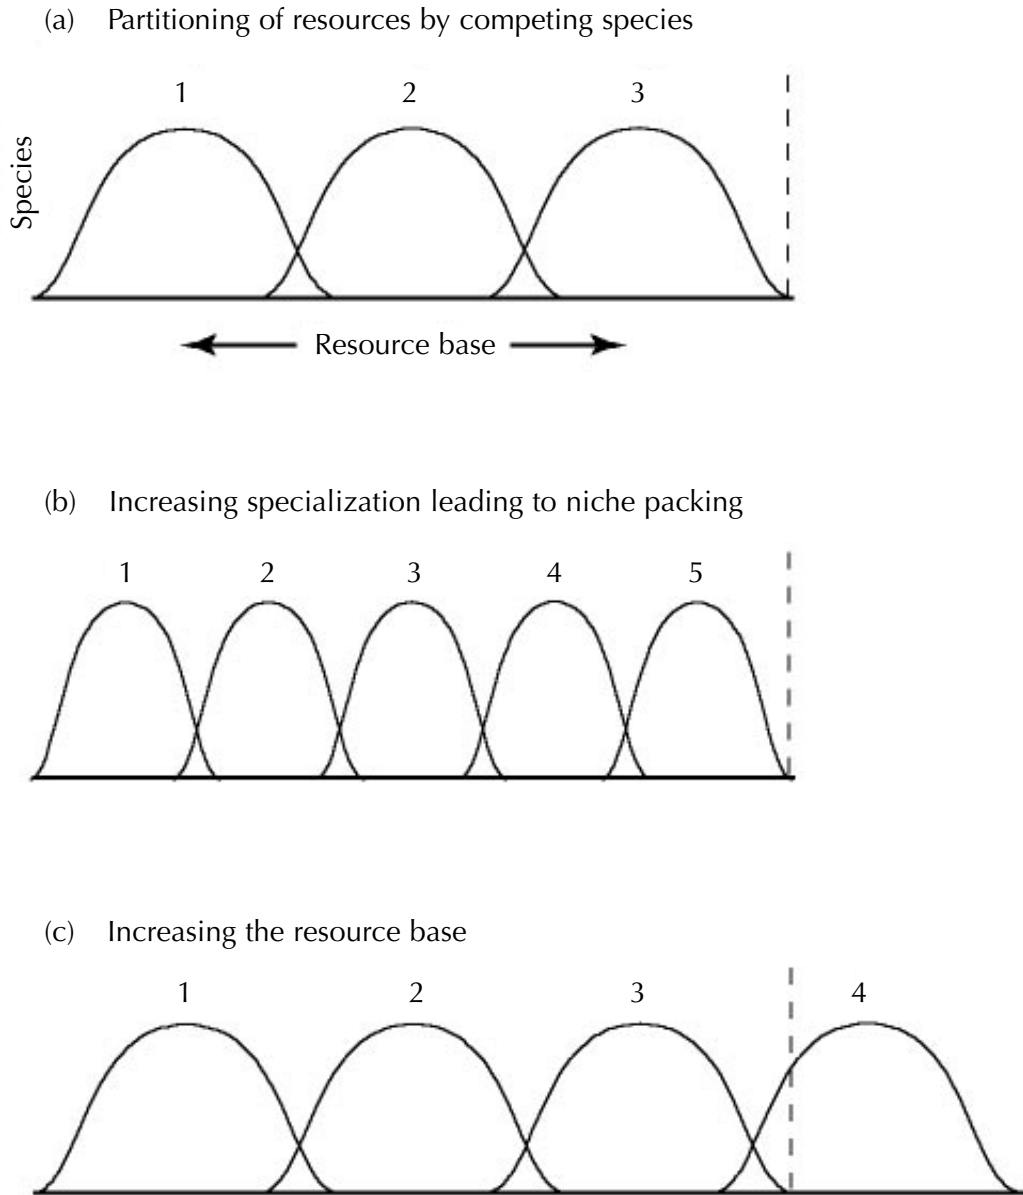 (a) Partitioning of resources by competing species
1 2 3
Species
Resource base
(b) Increasing specialization leading to niche packing
1 2 3 4 5
(c) Increasing the resource base
1 2 3 4